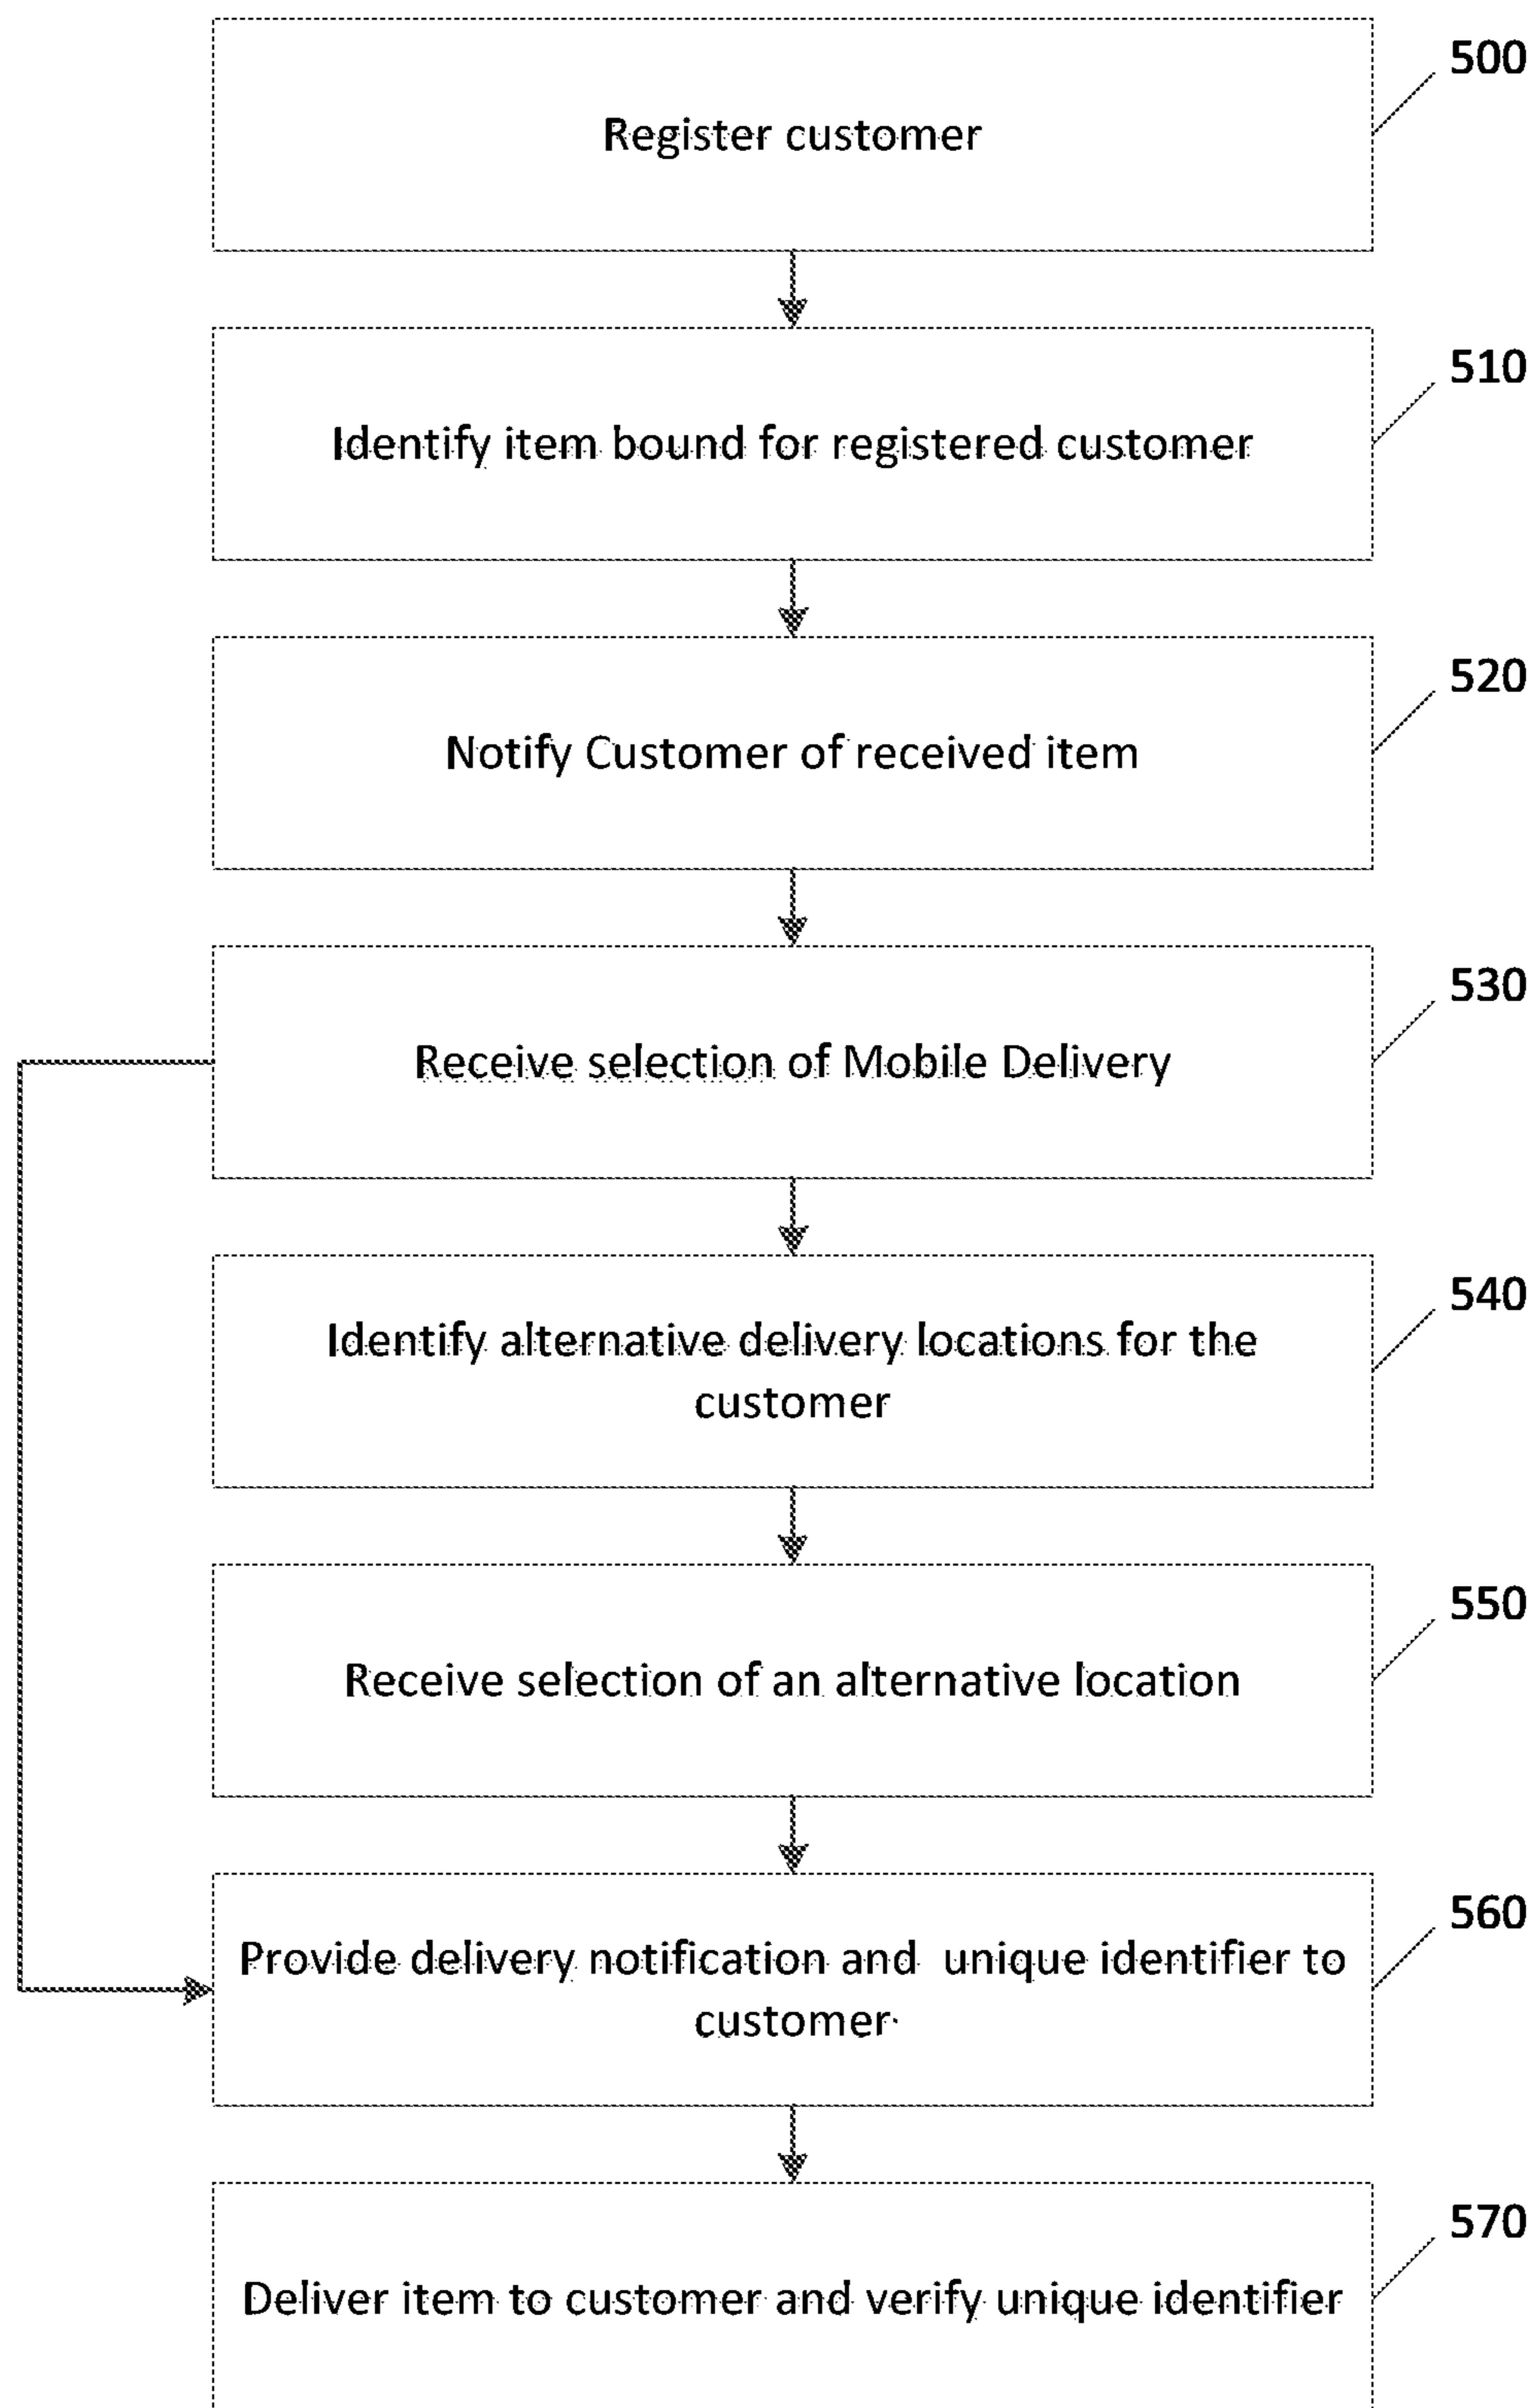 500
Register customer
510
Identify item bound for registered customer
520
Notify Customer of received item
530
Receive selection of Mobile Delivery
540
Identify alternative delivery locations for the
customer
550
Receive selection of an alternative location
560
Provide delivery notification and unique identifier to
customer
570
Deliver item to customer and verify unique identifier